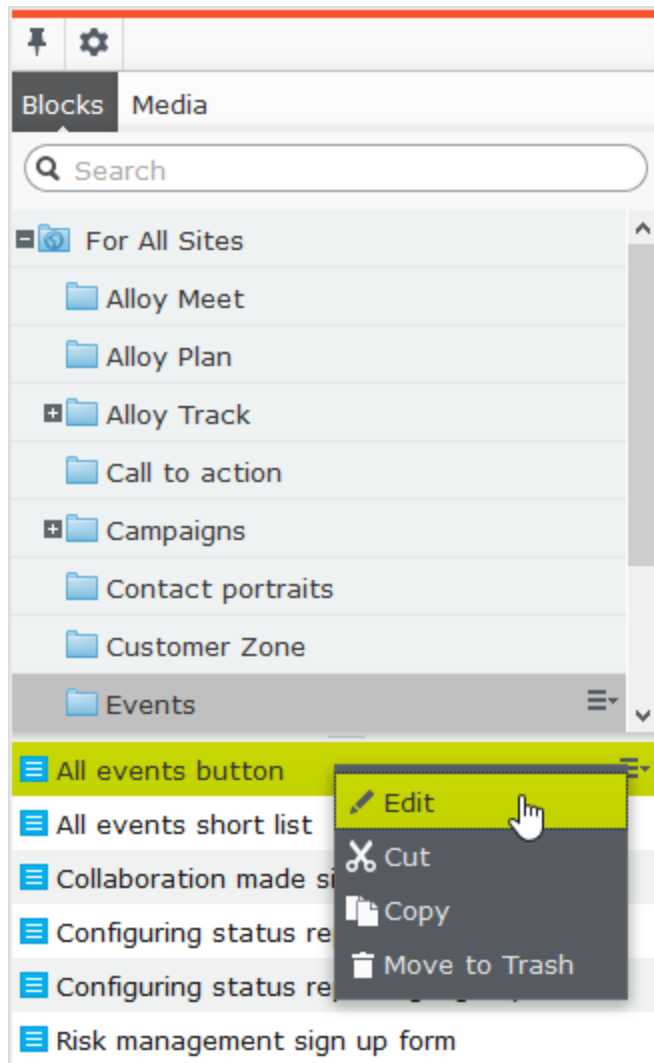 Blocks Media
Search
For All Sites
Alloy Meet
Alloy Plan
Alloy Track
Call to action
Campaigns
Contact portraits
Customer Zone
Events
All events button
Edit
All events short list
Cut
Collaboration made si
Copy
Configuring status re
Move to Trash
Configuring status re
Risk management sign up form